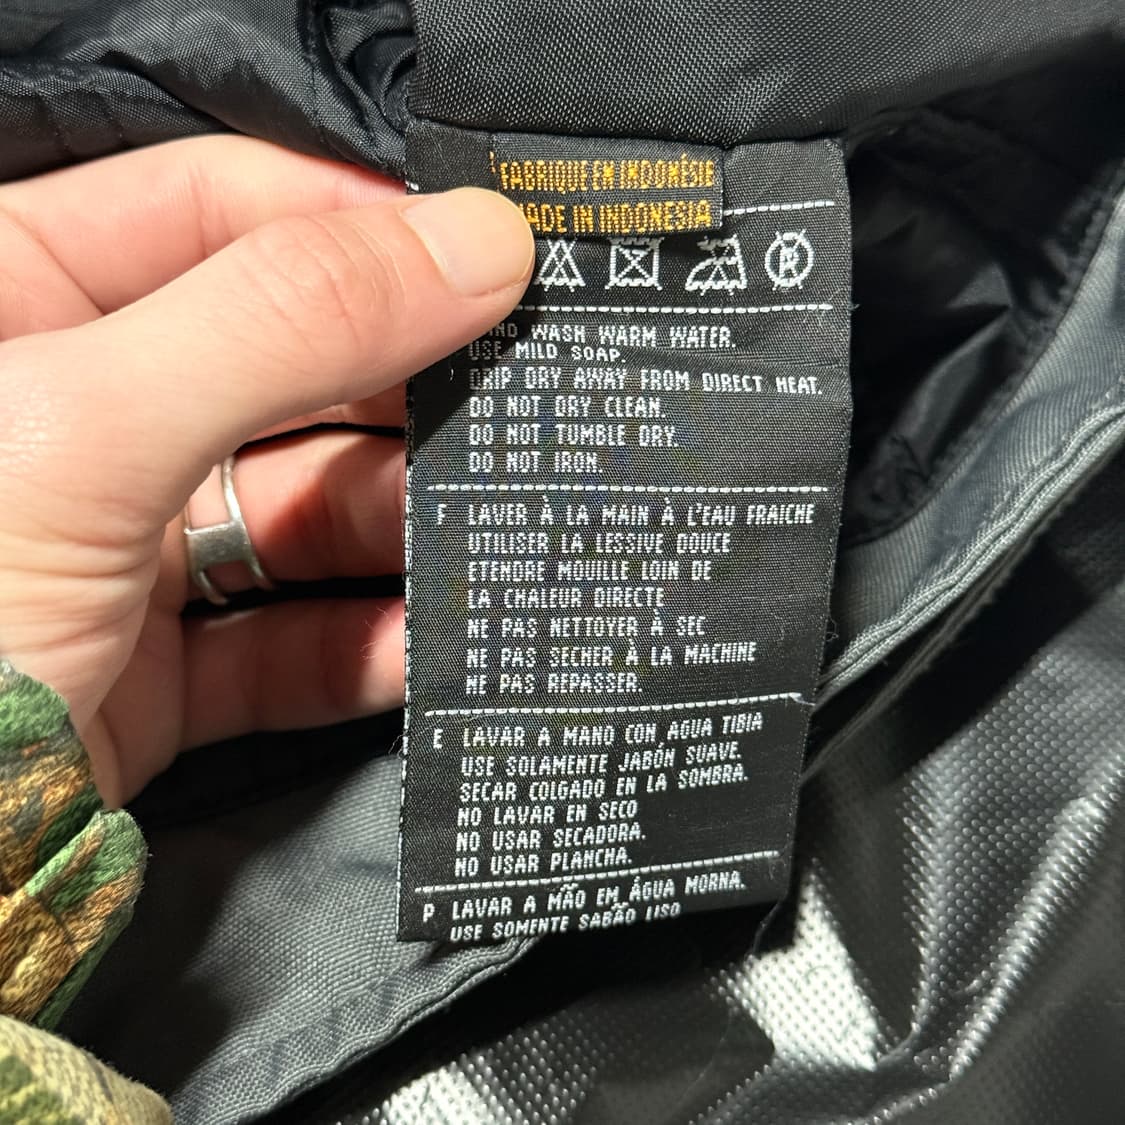 FABRIQUE EN INDONÉSIE
MADE IN INDONESIA
HAND WASH WARM WATER.
USE MILD SOAP.
DRIP DRY AWAY FROM DIRECT HEAT.
DO NOT DRY CLEAN.
DO NOT TUMBLE DRY.
DO NOT IRON.
F LAVER À LA MAIN À L'EAU FRAICHE
UTILISER LA LESSIVE DOUCE
ETENDRE MOUILLE LOIN DE
LA CHALEUR DIRECTE
NE PAS NETTOYER À SEC
NE PAS SECHER À LA MACHINE
NE PAS REPASSER.
E LAVAR A MANO CON AGUA TIBIA
USE SOLAMENTE JABÓN SUAVE.
SECAR COLGADO EN LA SOMBRA.
NO LAVAR EN SECO
NO USAR SECADORA.
NO USAR PLANCHA.
P LAVAR A MÃO EM ÁGUA MORNA.
USE SOMENTE SABÃO LISO